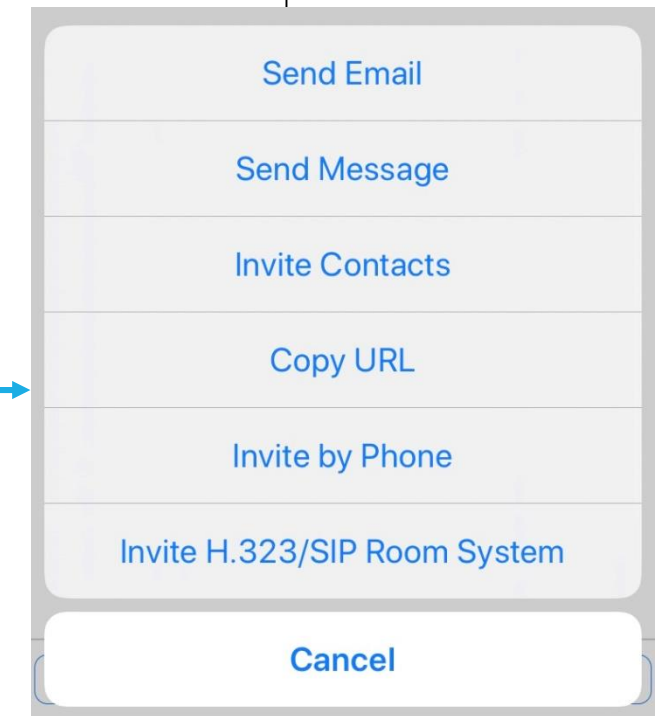 Send Email
Send Message
Invite Contacts
Copy URL
Invite by Phone
Invite H.323/SIP Room System
Cancel